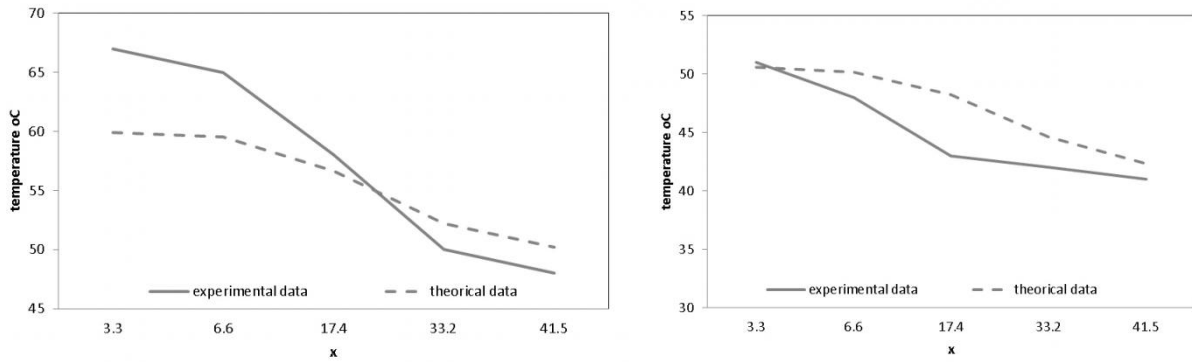 70
65
60
55
50
45
temperature oC
experimental data
theorical data
3.3 6.6 17.4 33.2 41.5
x
55
50
45
40
35
30
temperature oC
experimental data
theorical data
3.3 6.6 17.4 33.2 41.5
x